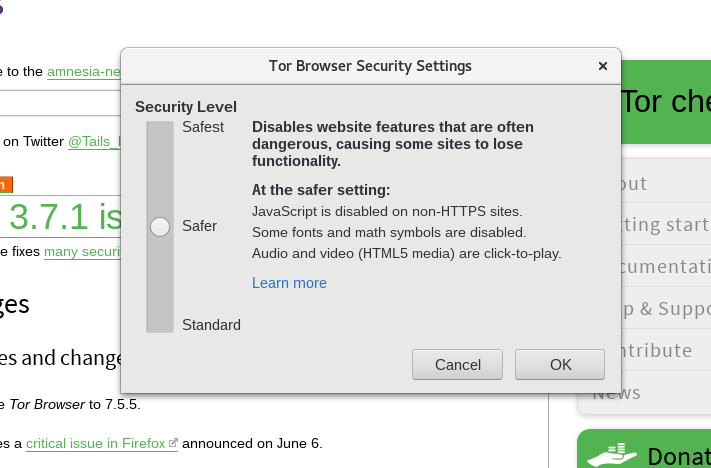 e to the amnesia-ne
Tor Browser Security Settings
×
Tor che
Security Level
Safest
Disables website features that are often
dangerous, causing some sites to lose
functionality.
on Twitter @Tails_
At the safer setting:
JavaScript is disabled on non-HTTPS sites.
3.7.1 is
Safer
Some fonts and math symbols are disabled.
e fixes many securi
Audio and video (HTML5 media) are click-to-play.
Learn more
Standard
Cancel
OK
out
tting start
cumentati
p & Suppo
ntribute
News
ges
es and change
e Tor Browser to 7.5.5.
es a critical issue in Firefox announced on June 6.
Donat